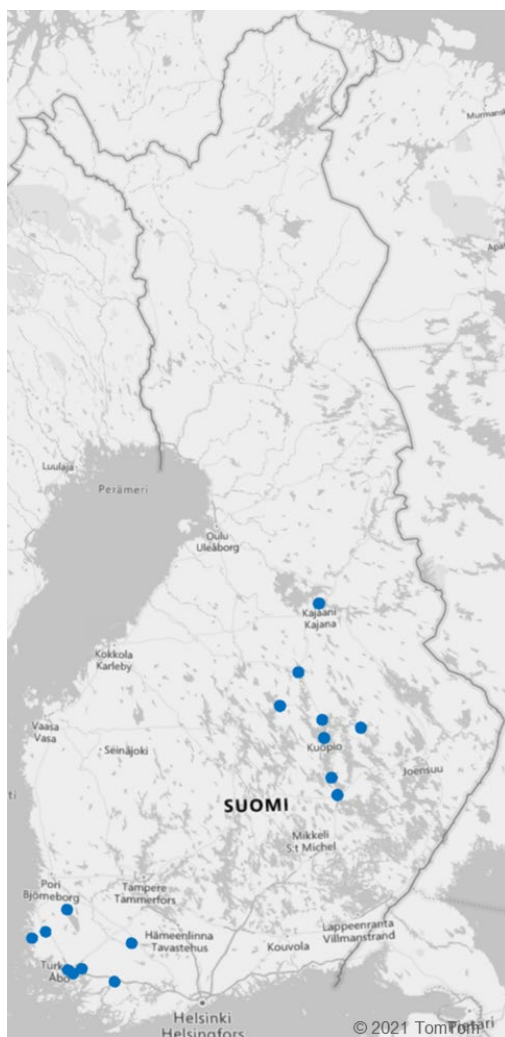 Murmansk
Luulaja
Perämeri
Oulu
Uleåborg
Kajaani
Kajana
Kokkola
Karleby
Vaasa
Vasa
Seinäjoki
Kuopio
Joensuu
SUOMI
Mikkeli
S:t Michel
Pori
Björneborg
Tampere
Tammerfors
Hämeenlinna
Tavastehus
Lappeenranta
Villmanstrand
Kouvola
Turku
Åbo
Helsinki
Helsingfors
Pietari
© 2021 TomTom